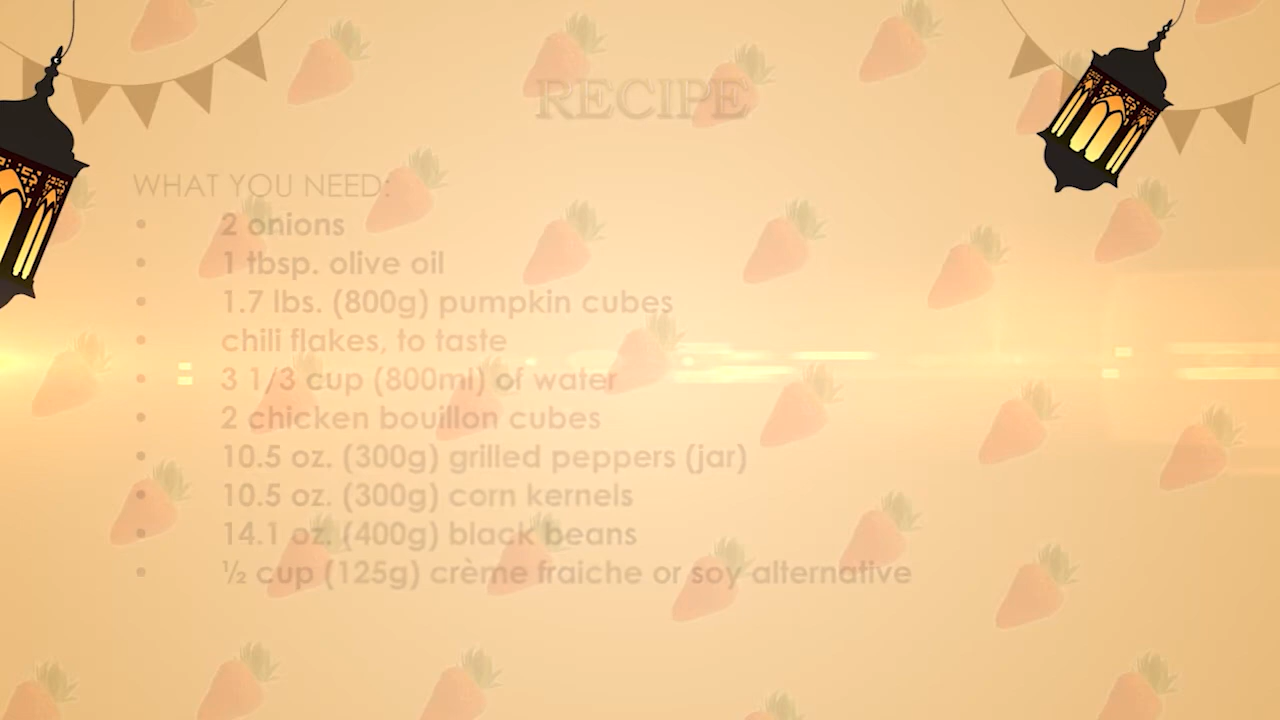 RECIPE
WHAT YOU NEED:
• 2 onions
• 1 tbsp. olive oil
• 1.7 lbs. (800g) pumpkin cubes
• chili flakes, to taste
• 3 1/3 cup (800ml) of water
• 2 chicken bouillon cubes
• 10.5 oz. (300g) grilled peppers (jar)
• 10.5 oz. (300g) corn kernels
• 14.1 oz. (400g) black beans
• ½ cup (125g) crème fraiche or soy alternative